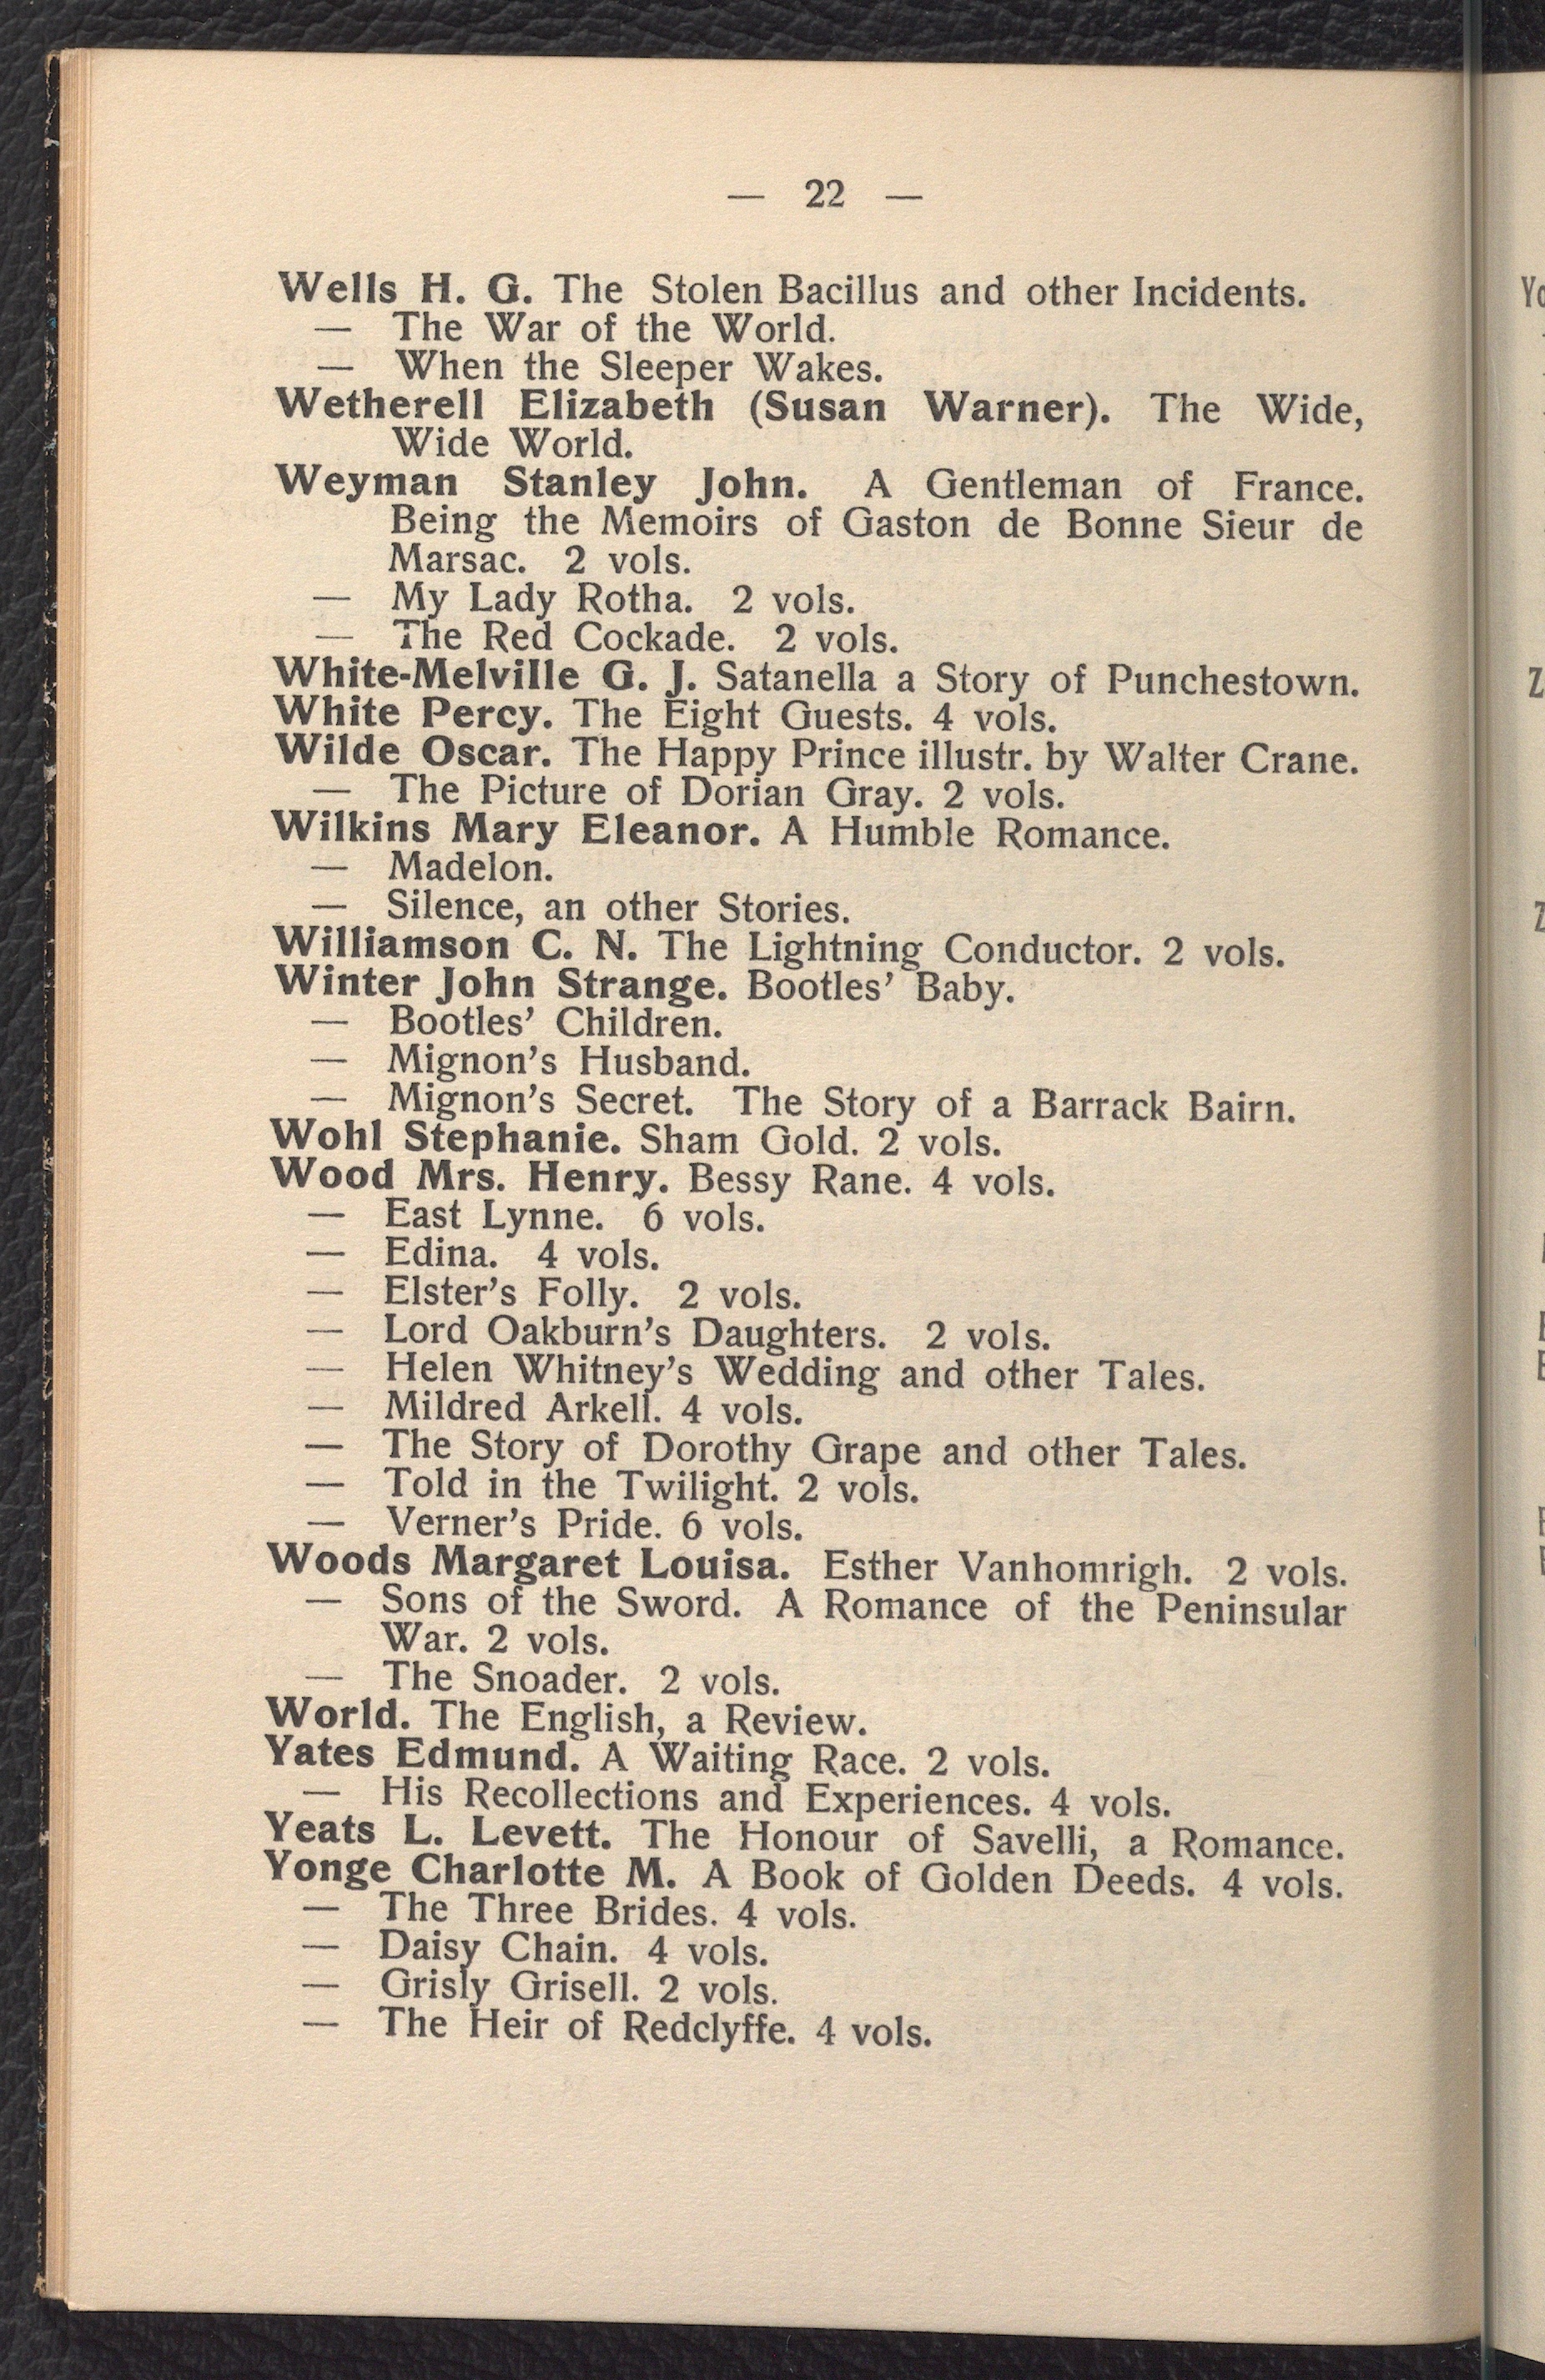 — 22 —
Wells H. G. The Stolen Bacillus and other Incidents.
— The War of the World.
— When the Sleeper Wakes.
Wetherell Elizabeth (Susan Warner). The Wide,
Wide World.
Weyman Stanley John. A Gentleman of France.
Being the Memoirs of Gaston de Bonne Sieur de
Marsac. 2 vols.
— My Lady Rotha. 2 vols.
— The Red Cockade. 2 vols.
White-Melville G. J. Satanella a Story of Punchestown.
White Percy. The Eight Guests. 4 vols.
Wilde Oscar. The Happy Prince illustr. by Walter Crane.
— The Picture of Dorian Gray. 2 vols.
Wilkins Mary Eleanor. A Humble Romance.
— Madelon.
— Silence, an other Stories.
Williamson C. N. The Lightning Conductor. 2 vols.
Winter John Strange. Bootles' Baby.
— Bootles' Children.
— Mignon's Husband.
— Mignon's Secret. The Story of a Barrack Bairn.
Wohl Stephanie. Sham Gold. 2 vols.
Wood Mrs. Henry. Bessy Rane. 4 vols.
— East Lynne. 6 vols.
— Edina. 4 vols.
— Elster's Folly. 2 vols.
— Lord Oakburn's Daughters. 2 vols.
— Helen Whitney's Wedding and other Tales.
— Mildred Arkell. 4 vols.
— The Story of Dorothy Grape and other Tales.
— Told in the Twilight. 2 vols.
— Verner's Pride. 6 vols.
Woods Margaret Louisa. Esther Vanhomrigh. 2 vols.
— Sons of the Sword. A Romance of the Peninsular
War. 2 vols.
— The Snoader. 2 vols.
World. The English, a Review.
Yates Edmund. A Waiting Race. 2 vols.
— His Recollections and Experiences. 4 vols.
Yeats L. Levett. The Honour of Savelli, a Romance.
Yonge Charlotte M. A Book of Golden Deeds. 4 vols.
— The Three Brides. 4 vols.
— Daisy Chain. 4 vols.
— Grisly Grisell. 2 vols.
— The Heir of Redclyffe. 4 vols.